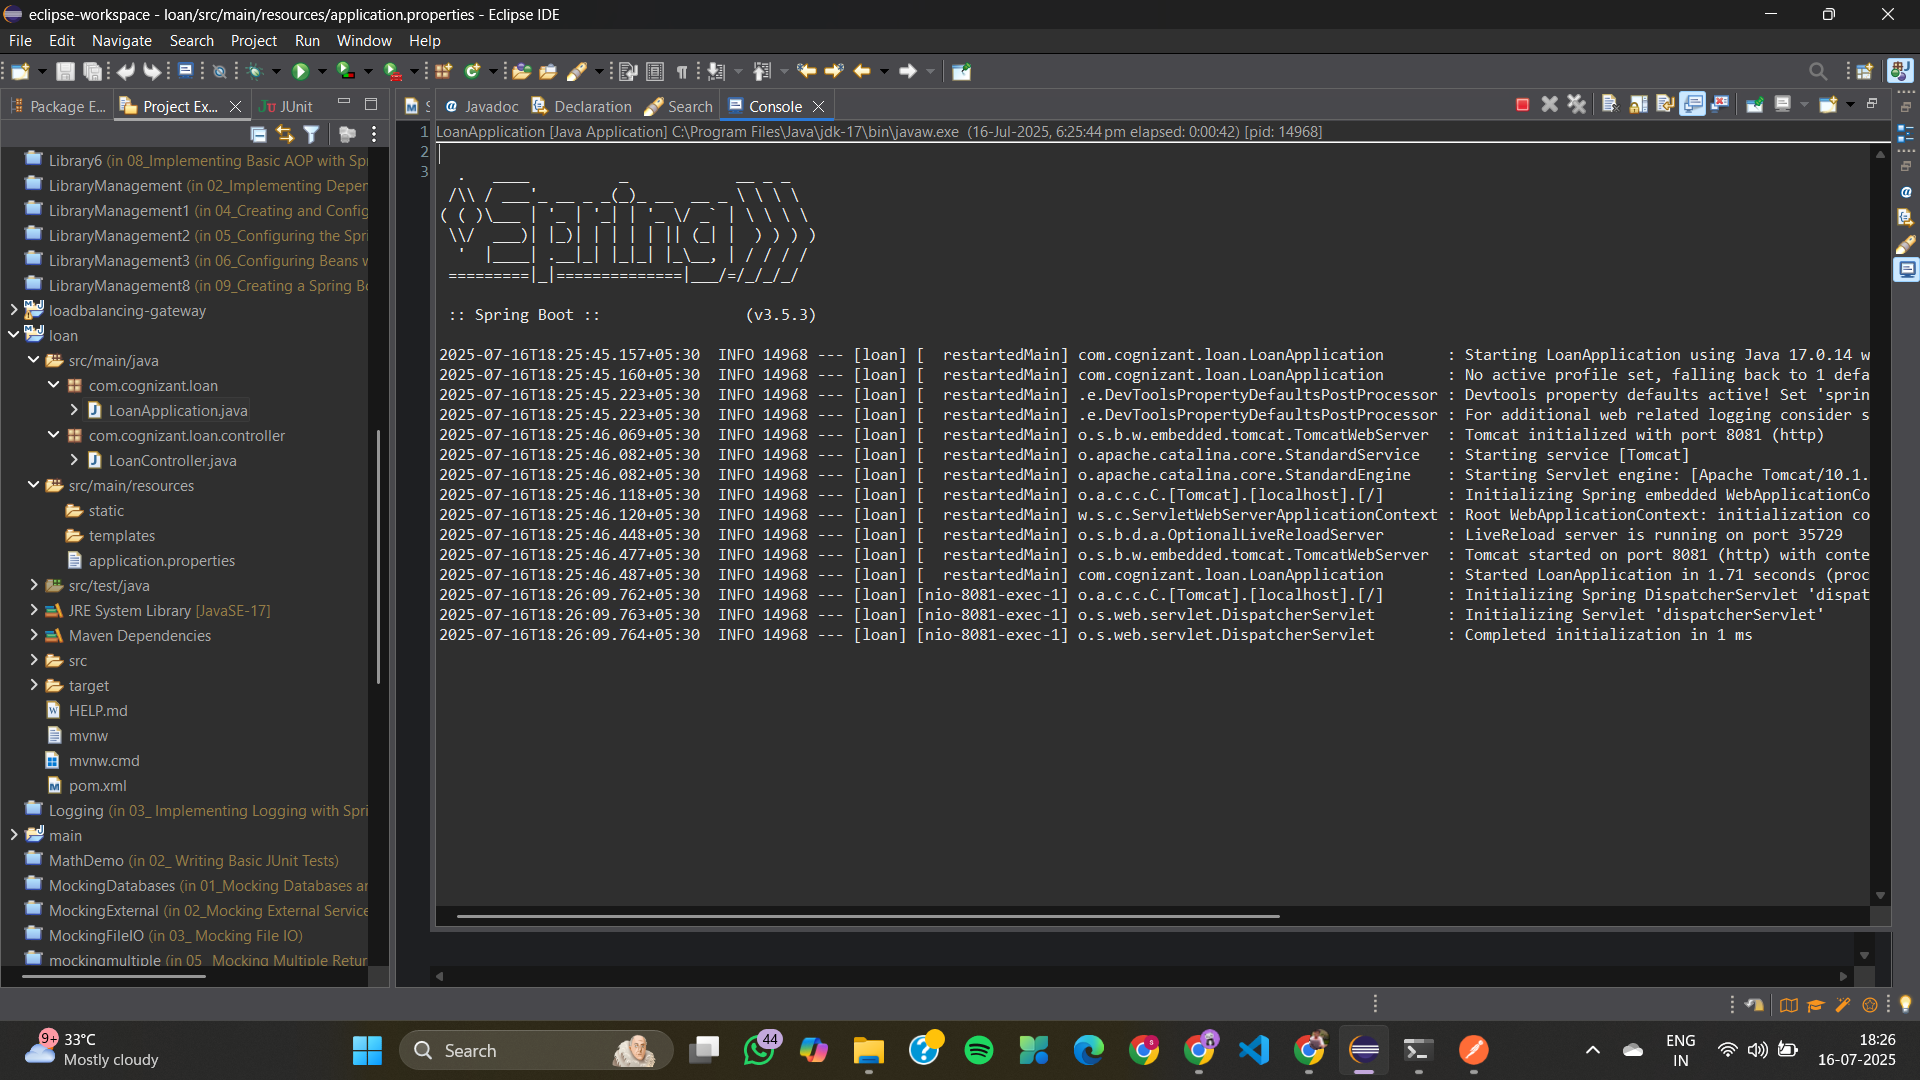 eclipse-workspace - loan/src/main/resources/application.properties - Eclipse IDE
File Edit Navigate Search Project Run Window Help
Package E... Project Ex... JUnit
Library6 (in 08_Implementing Basic AOP with Spr
LibraryManagement (in 02_Implementing Deper
LibraryManagement1 (in 04_Creating and Config
LibraryManagement2 (in 05_Configuring the Spri
LibraryManagement3 (in 06_Configuring Beans w
LibraryManagement8 (in 09_Creating a Spring Bo
loadbalancing-gateway
loan
src/main/java
com.cognizant.loan
LoanApplication.java
com.cognizant.loan.controller
LoanController.java
src/main/resources
static
templates
application.properties
src/test/java
JRE System Library [JavaSE-17]
Maven Dependencies
src
target
HELP.md
mvnw
mvnw.cmd
pom.xml
Logging (in 03_ Implementing Logging with Spri
main
MathDemo (in 02_ Writing Basic JUnit Tests)
MockingDatabases (in 01_Mocking Databases ar
MockingExternal (in 02_Mocking External Service
MockingFileIO (in 03_ Mocking File IO)
mockingmultiple (in 05_ Mocking Multiple Retur
1
2
3
Javadoc Declaration Search Console
LoanApplication [Java Application] C:\Program Files\Java\jdk-17\bin\javaw.exe (16-Jul-2025, 6:25:44 pm elapsed: 0:00:42) [pid: 14968]
:: Spring Boot :: (v3.5.3)
2025-07-16T18:25:45.157+05:30 INFO 14968 --- [loan] [ restartedMain] com.cognizant.loan.LoanApplication : Starting LoanApplication using Java 17.0.14 w
2025-07-16T18:25:45.160+05:30 INFO 14968 --- [loan] [ restartedMain] com.cognizant.loan.LoanApplication : No active profile set, falling back to 1 defa
2025-07-16T18:25:45.223+05:30 INFO 14968 --- [loan] [ restartedMain] .e.DevToolsPropertyDefaultsPostProcessor : Devtools property defaults active! Set 'sprin
2025-07-16T18:25:45.223+05:30 INFO 14968 --- [loan] [ restartedMain] .e.DevToolsPropertyDefaultsPostProcessor : For additional web related logging consider s
2025-07-16T18:25:46.069+05:30 INFO 14968 --- [loan] [ restartedMain] o.s.b.w.embedded.tomcat.TomcatWebServer : Tomcat initialized with port 8081 (http)
2025-07-16T18:25:46.082+05:30 INFO 14968 --- [loan] [ restartedMain] o.apache.catalina.core.StandardService : Starting service [Tomcat]
2025-07-16T18:25:46.082+05:30 INFO 14968 --- [loan] [ restartedMain] o.apache.catalina.core.StandardEngine : Starting Servlet engine: [Apache Tomcat/10.1.
2025-07-16T18:25:46.118+05:30 INFO 14968 --- [loan] [ restartedMain] o.a.c.c.C.[Tomcat].[localhost].[/] : Initializing Spring embedded WebApplicationCo
2025-07-16T18:25:46.120+05:30 INFO 14968 --- [loan] [ restartedMain] w.s.c.ServletWebServerApplicationContext : Root WebApplicationContext: initialization co
2025-07-16T18:25:46.448+05:30 INFO 14968 --- [loan] [ restartedMain] o.s.b.d.a.OptionalLiveReloadServer : LiveReload server is running on port 35729
2025-07-16T18:25:46.477+05:30 INFO 14968 --- [loan] [ restartedMain] o.s.b.w.embedded.tomcat.TomcatWebServer : Tomcat started on port 8081 (http) with conte
2025-07-16T18:25:46.487+05:30 INFO 14968 --- [loan] [ restartedMain] com.cognizant.loan.LoanApplication : Started LoanApplication in 1.71 seconds (proc
2025-07-16T18:26:09.762+05:30 INFO 14968 --- [loan] [nio-8081-exec-1] o.a.c.c.C.[Tomcat].[localhost].[/] : Initializing Spring DispatcherServlet 'dispat
2025-07-16T18:26:09.763+05:30 INFO 14968 --- [loan] [nio-8081-exec-1] o.s.web.servlet.DispatcherServlet : Initializing Servlet 'dispatcherServlet'
2025-07-16T18:26:09.764+05:30 INFO 14968 --- [loan] [nio-8081-exec-1] o.s.web.servlet.DispatcherServlet : Completed initialization in 1 ms
9+
33°C
Mostly cloudy
Search
44
ENG
IN
18:26
16-07-2025